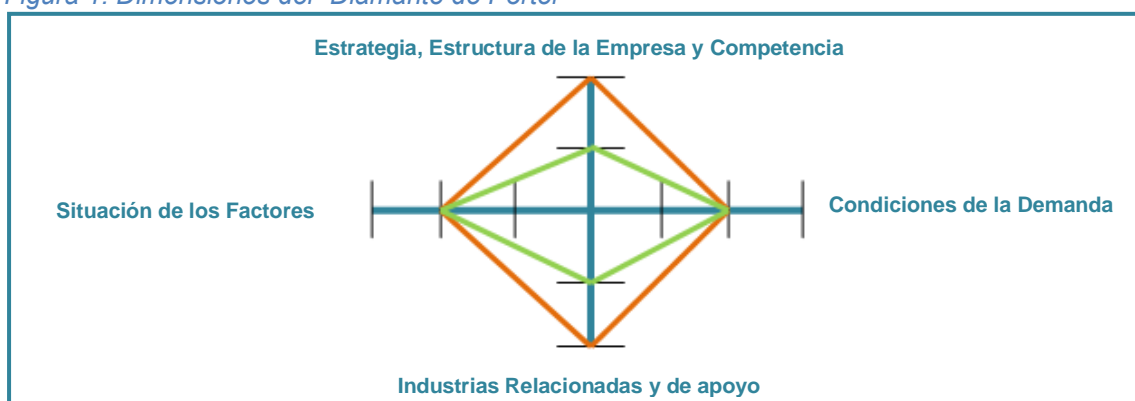 Figura 1. Dimensiones del Diamante de Porter
Estrategia, Estructura de la Empresa y Competencia
Situación de los Factores
Condiciones de la Demanda
Industrias Relacionadas y de apoyo